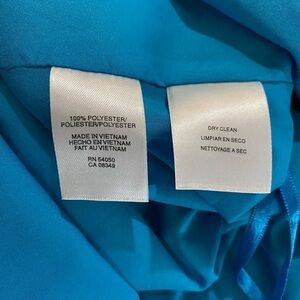 100% POLYESTER/
POLIESTER/POLYESTER
MADE IN VIETNAM
HECHO EN VIETNAM
FAIT AU VIETNAM
RN 54050
CA 08349
DRY CLEAN
LIMPIAR EN SECO
NETTOYAGE A SEC